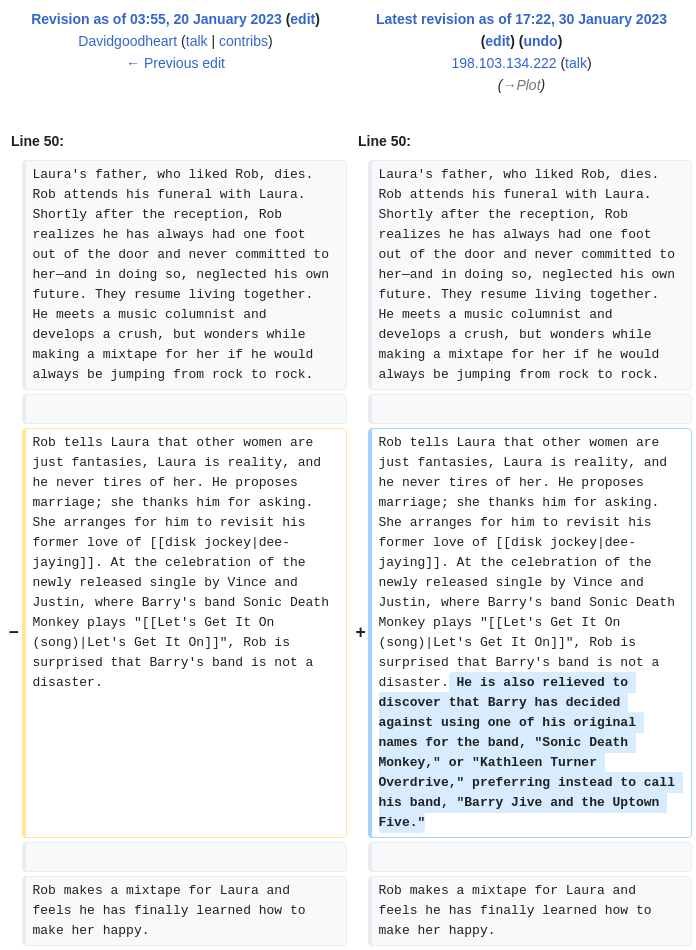 Revision as of 03:55, 20 January 2023 (edit)
Davidgoodheart (talk | contribs)
← Previous edit
Latest revision as of 17:22, 30 January 2023
(edit) (undo)
198.103.134.222 (talk)
(→Plot)
Line 50:
Line 50:
Laura's father, who liked Rob, dies.
Rob attends his funeral with Laura.
Shortly after the reception, Rob
realizes he has always had one foot
out of the door and never committed to
her—and in doing so, neglected his own
future. They resume living together.
He meets a music columnist and
develops a crush, but wonders while
making a mixtape for her if he would
always be jumping from rock to rock.
Laura's father, who liked Rob, dies.
Rob attends his funeral with Laura.
Shortly after the reception, Rob
realizes he has always had one foot
out of the door and never committed to
her—and in doing so, neglected his own
future. They resume living together.
He meets a music columnist and
develops a crush, but wonders while
making a mixtape for her if he would
always be jumping from rock to rock.
−
Rob tells Laura that other women are
just fantasies, Laura is reality, and
he never tires of her. He proposes
marriage; she thanks him for asking.
She arranges for him to revisit his
former love of [[disk jockey|dee-
jaying]]. At the celebration of the
newly released single by Vince and
Justin, where Barry's band Sonic Death
Monkey plays "[[Let's Get It On
(song)|Let's Get It On]]", Rob is
surprised that Barry's band is not a
disaster.
+
Rob tells Laura that other women are
just fantasies, Laura is reality, and
he never tires of her. He proposes
marriage; she thanks him for asking.
She arranges for him to revisit his
former love of [[disk jockey|dee-
jaying]]. At the celebration of the
newly released single by Vince and
Justin, where Barry's band Sonic Death
Monkey plays "[[Let's Get It On
(song)|Let's Get It On]]", Rob is
surprised that Barry's band is not a
disaster. He is also relieved to
discover that Barry has decided
against using one of his original
names for the band, "Sonic Death
Monkey," or "Kathleen Turner
Overdrive," preferring instead to call
his band, "Barry Jive and the Uptown
Five."
Rob makes a mixtape for Laura and
feels he has finally learned how to
make her happy.
Rob makes a mixtape for Laura and
feels he has finally learned how to
make her happy.